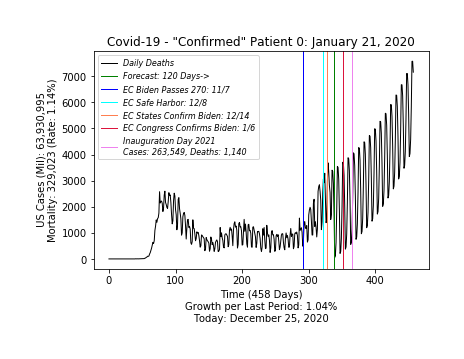 Covid-19 - "Confirmed" Patient 0: January 21, 2020
US Cases (Mil): 63,930,995
Mortality: 329,023 (Rate: 1.14%)
7000
6000
5000
4000
3000
2000
1000
0
Daily Deaths
Forecast: 120 Days->
EC Biden Passes 270: 11/7
EC Safe Harbor: 12/8
EC States Confirm Biden: 12/14
EC Congress Confirms Biden: 1/6
Inauguration Day 2021
Cases: 263,549, Deaths: 1,140
0 100 200 300 400
Time (458 Days)
Growth per Last Period: 1.04%
Today: December 25, 2020